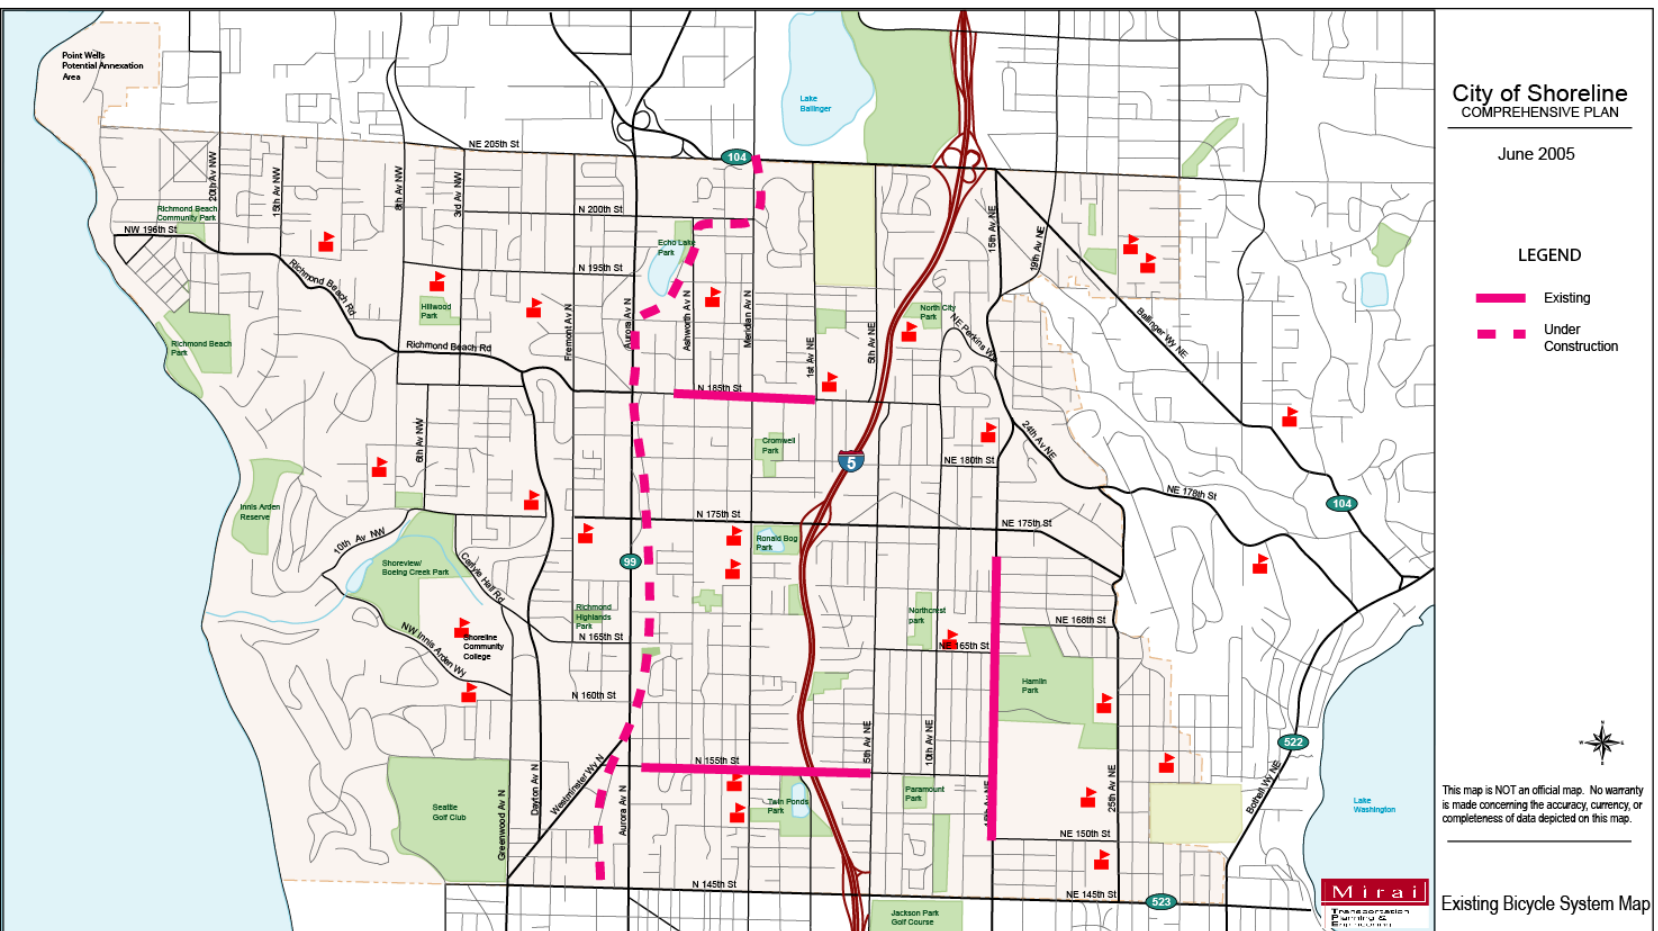 Point Wells
Potential Annexation
Area
City of Shoreline
COMPREHENSIVE PLAN
June 2005
LEGEND
Existing
Under
Construction
Lake
Ballinger
NE 205th St
104
20th Av NW
15th Av NW
8th Av NW
3rd Av NW
Richmond Beach
Community Park
NW 196th St
N 200th St
Echo Lake
Park
N 195th St
15th Av NE
19th Av NE
Richmond Beach Rd
Hillwood
Park
Fremont Av N
Aurora Av N
Ashworth Av N
Meridian Av N
1st Av NE
5th Av NE
North City
Park
NE Perkins Wy
Ballinger Wy NE
Richmond Beach
Park
Richmond Beach Rd
N 185th St
6th Av NW
Cromwell
Park
5
NE 180th St
24th Av NE
NE 178th St
104
Innis Arden
Reserve
10th Av NW
N 175th St
NE 175th St
Ronald Bog
Park
99
Shoreview/
Boeing Creek Park
Carlyle Hall Rd
Richmond
Highlands
Park
Northcrest
park
NE 168th St
N 165th St
NE 165th St
Shoreline
Community
College
NW Innis Arden Wy
N 160th St
Hamlin
Park
5th Av NE
10th Av NE
522
N 155th St
Westminster Wy N
Dayton Av N
Greenwood Av N
Aurora Av N
Twin Ponds
Park
Paramount
Park
15th Av NE
25th Av NE
Bothell Wy NE
Seattle
Golf Club
Lake
Washington
NE 150th St
N 145th St
NE 145th St
523
Jackson Park
Golf Course
N
W
E
S
This map is NOT an official map. No warranty
is made concerning the accuracy, currency, or
completeness of data depicted on this map.
Mirai
Transportation
Planning &
Engineering
Existing Bicycle System Map